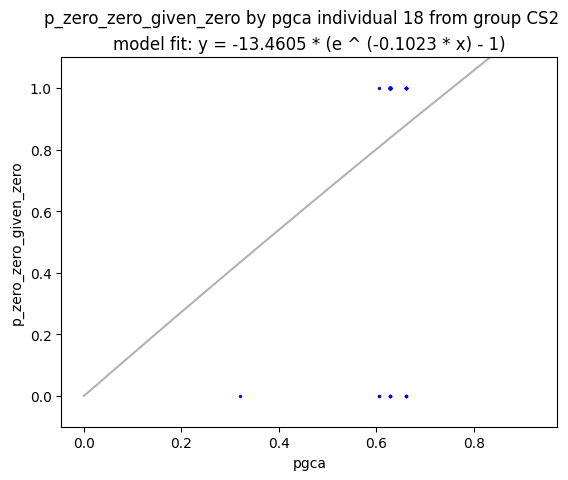 p_zero_zero_given_zero by pgca individual 18 from group CS2
model fit: y = -13.4605 * (e ^ (-0.1023 * x) - 1)
1.0
0.8
0.6
0.4
0.2
0.0
p_zero_zero_given_zero
0.0 0.2 0.4 0.6 0.8
pgca